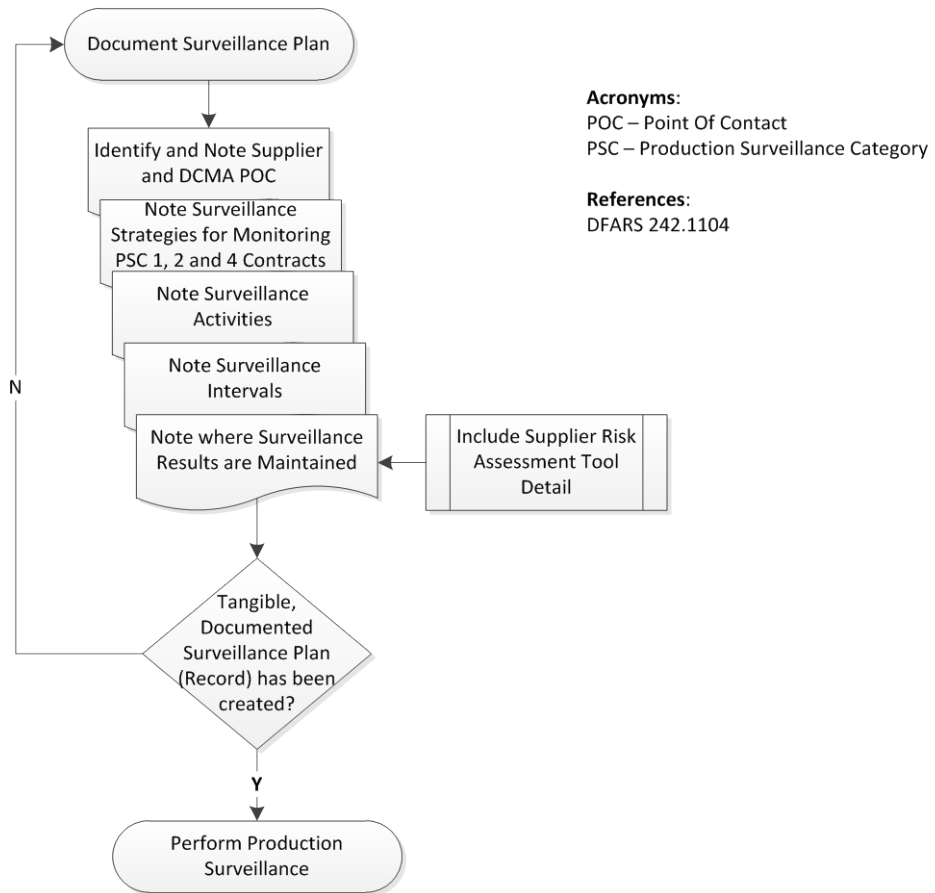 Document Surveillance Plan
Identify and Note Supplier
and DCMA POC
Note Surveillance
Strategies for Monitoring
PSC 1, 2 and 4 Contracts
Note Surveillance
Activities
Note Surveillance
Intervals
Note where Surveillance
Results are Maintained
Include Supplier Risk
Assessment Tool
Detail
Tangible,
Documented
Surveillance Plan
(Record) has been
created?
N
Y
Perform Production
Surveillance
Acronyms:
POC – Point Of Contact
PSC – Production Surveillance Category
References:
DFARS 242.1104